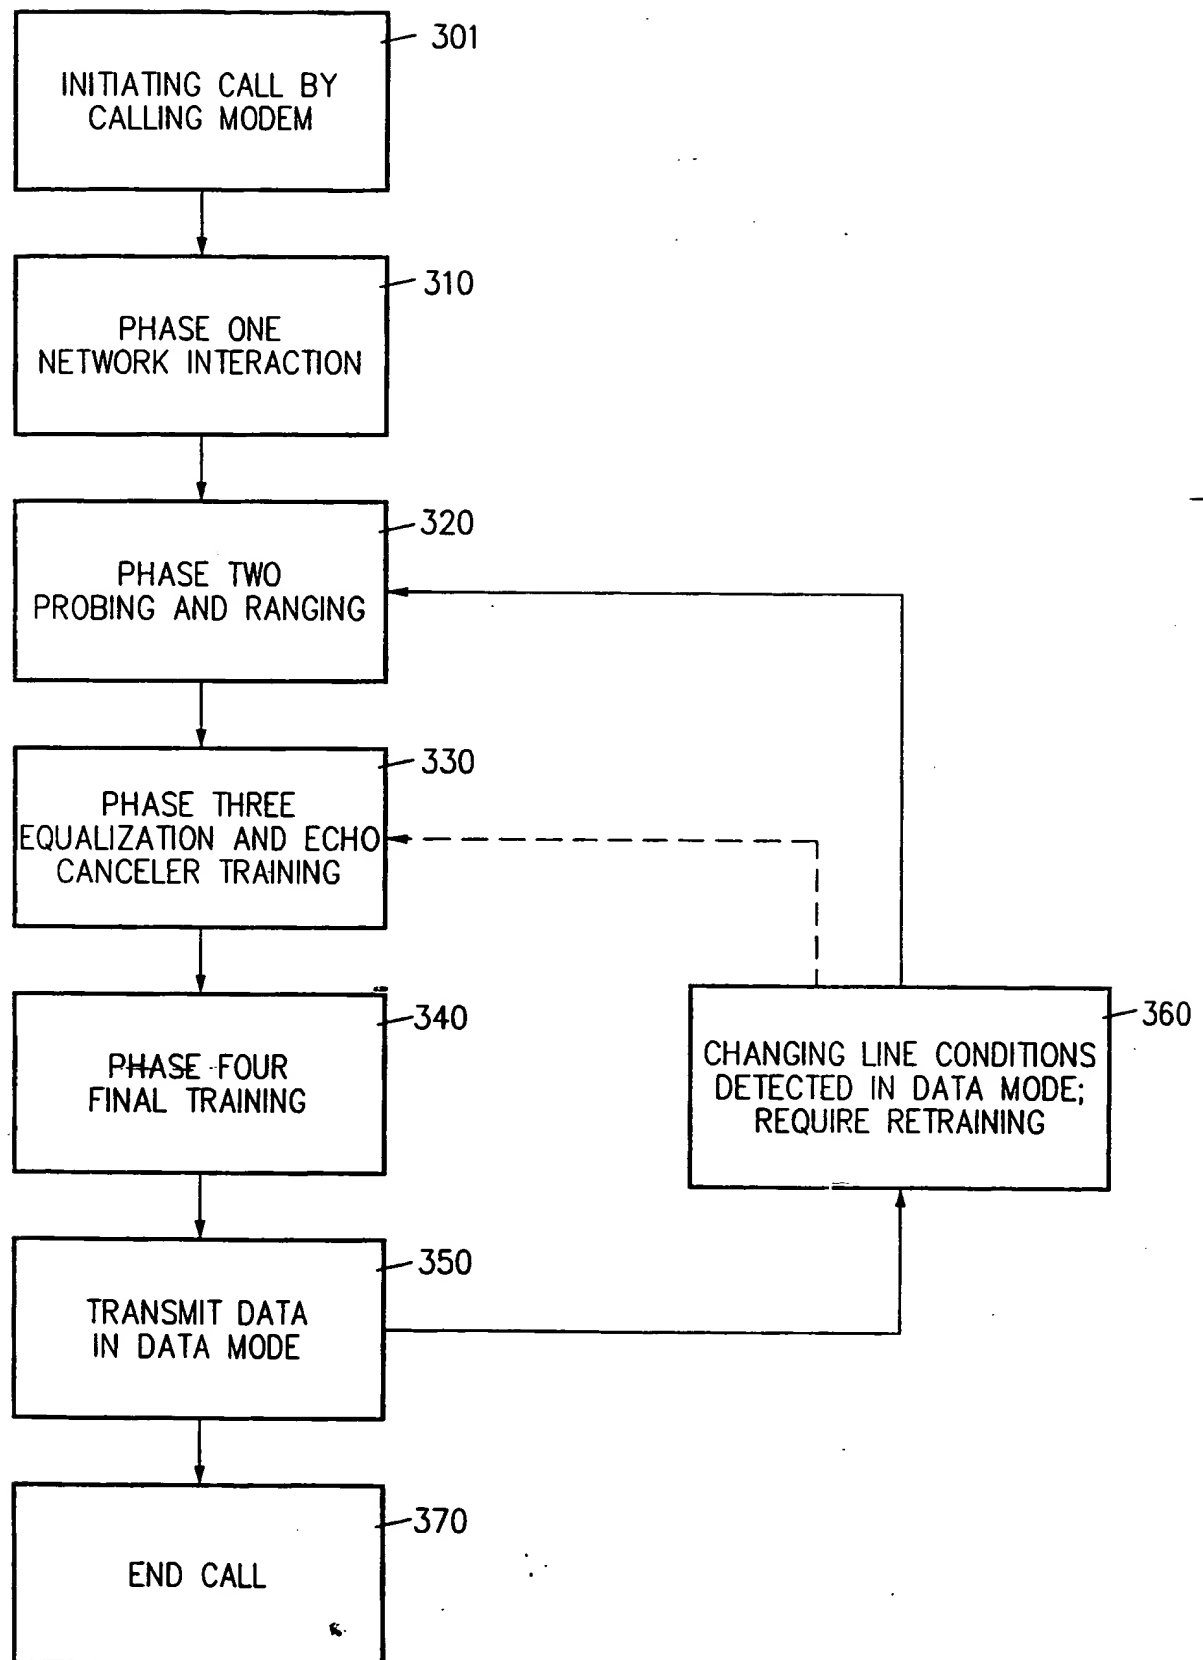 301
INITIATING CALL BY
CALLING MODEM
310
PHASE ONE
NETWORK INTERACTION
320
PHASE TWO
PROBING AND RANGING
330
PHASE THREE
EQUALIZATION AND ECHO
CANCELER TRAINING
340
PHASE FOUR
FINAL TRAINING
360
CHANGING LINE CONDITIONS
DETECTED IN DATA MODE;
REQUIRE RETRAINING
350
TRANSMIT DATA
IN DATA MODE
370
END CALL